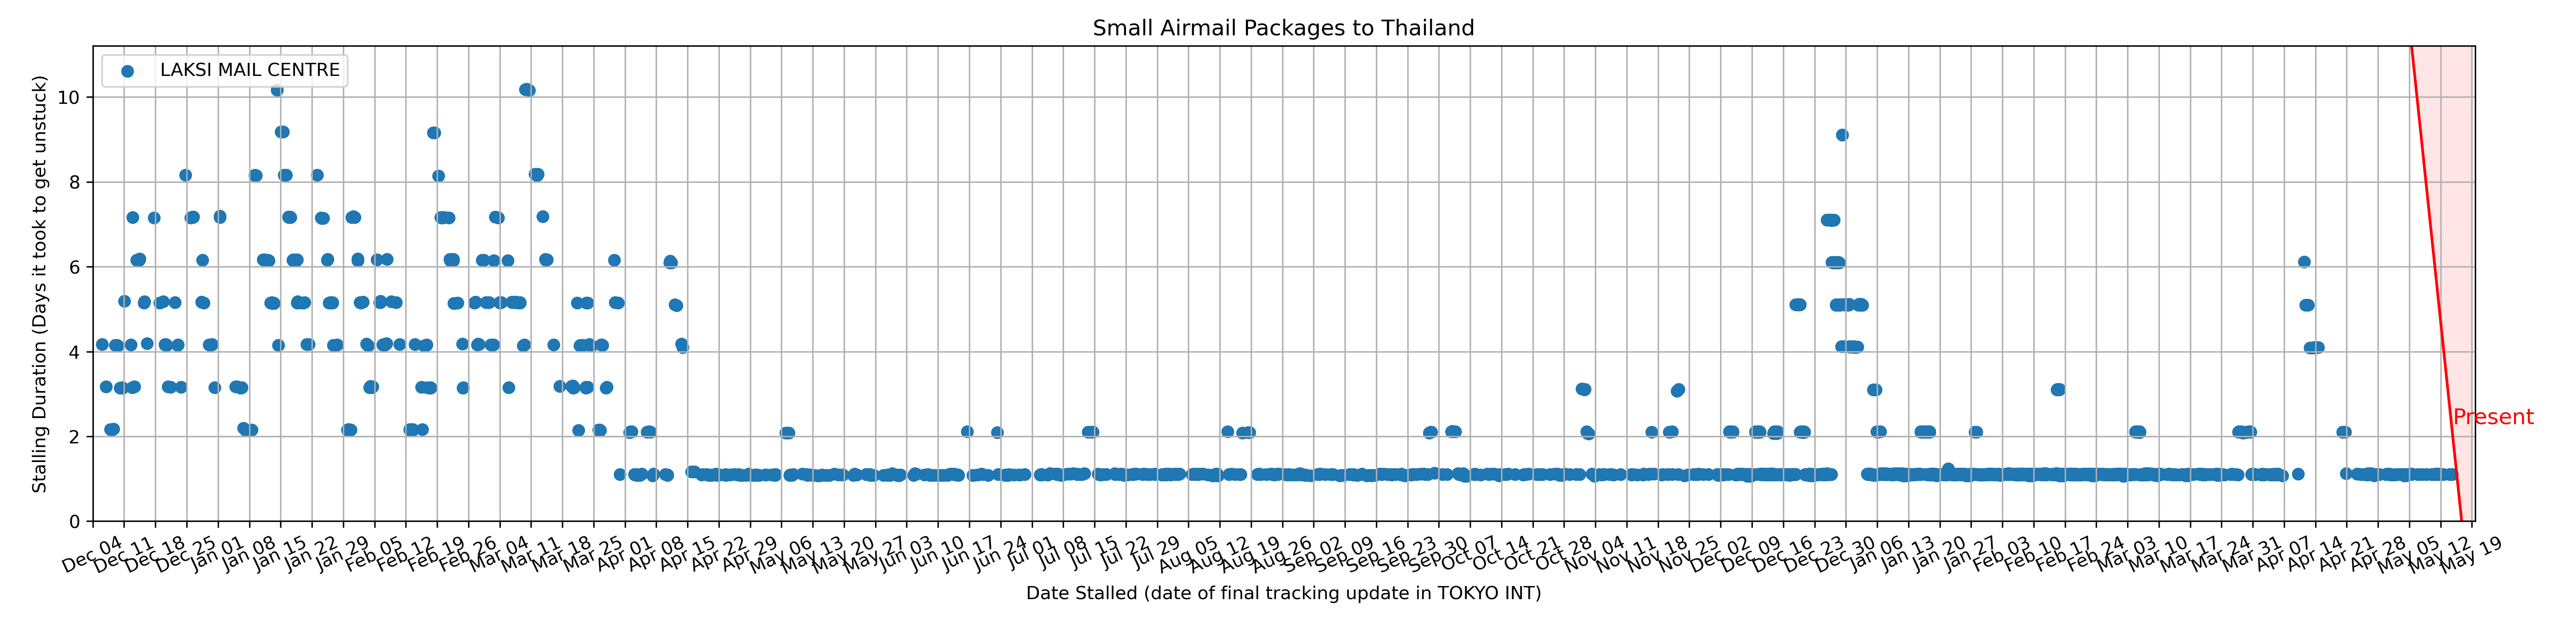 Small Airmail Packages to Thailand
LAKSI MAIL CENTRE
Stalling Duration (Days it took to get unstuck)
10
8
6
4
2
0
Present
Dec 04
Dec 11
Dec 18
Dec 25
Jan 01
Jan 08
Jan 15
Jan 22
Jan 29
Feb 05
Feb 12
Feb 19
Feb 26
Mar 04
Mar 11
Mar 18
Mar 25
Apr 01
Apr 08
Apr 15
Apr 22
Apr 29
May 06
May 13
May 20
May 27
Jun 03
Jun 10
Jun 17
Jun 24
Jul 01
Jul 08
Jul 15
Jul 22
Jul 29
Aug 05
Aug 12
Aug 19
Aug 26
Sep 02
Sep 09
Sep 16
Sep 23
Sep 30
Oct 07
Oct 14
Oct 21
Oct 28
Nov 04
Nov 11
Nov 18
Nov 25
Dec 02
Dec 09
Dec 16
Dec 23
Dec 30
Jan 06
Jan 13
Jan 20
Jan 27
Feb 03
Feb 10
Feb 17
Feb 24
Mar 03
Mar 10
Mar 17
Mar 24
Mar 31
Apr 07
Apr 14
Apr 21
Apr 28
May 05
May 12
May 19
Date Stalled (date of final tracking update in TOKYO INT)